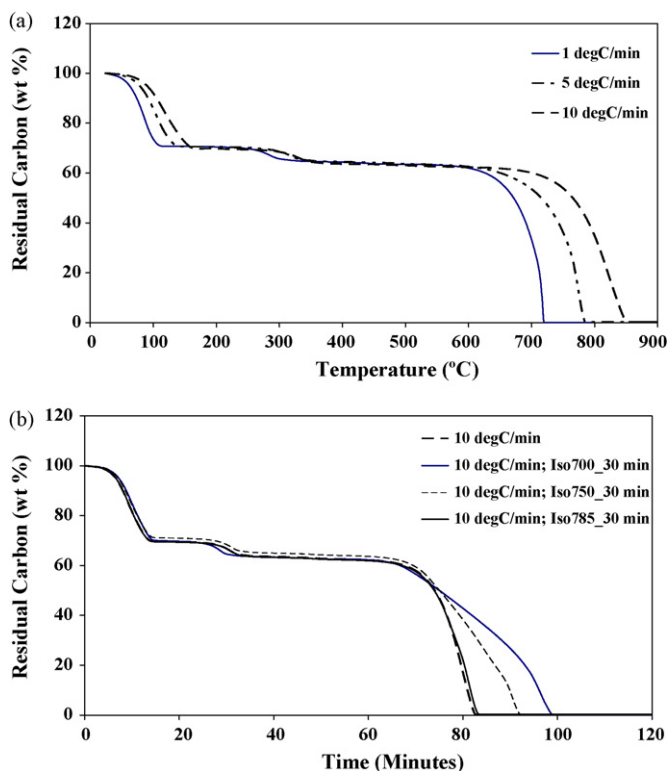 (a)
120
100
80
60
40
20
0
Residual Carbon (wt %)
1 degC/min
5 degC/min
10 degC/min
0 100 200 300 400 500 600 700 800 900
Temperature (ºC)
(b)
120
100
80
60
40
20
0
Residual Carbon (wt %)
10 degC/min
10 degC/min; Iso700_30 min
10 degC/min; Iso750_30 min
10 degC/min; Iso785_30 min
0 20 40 60 80 100 120
Time (Minutes)